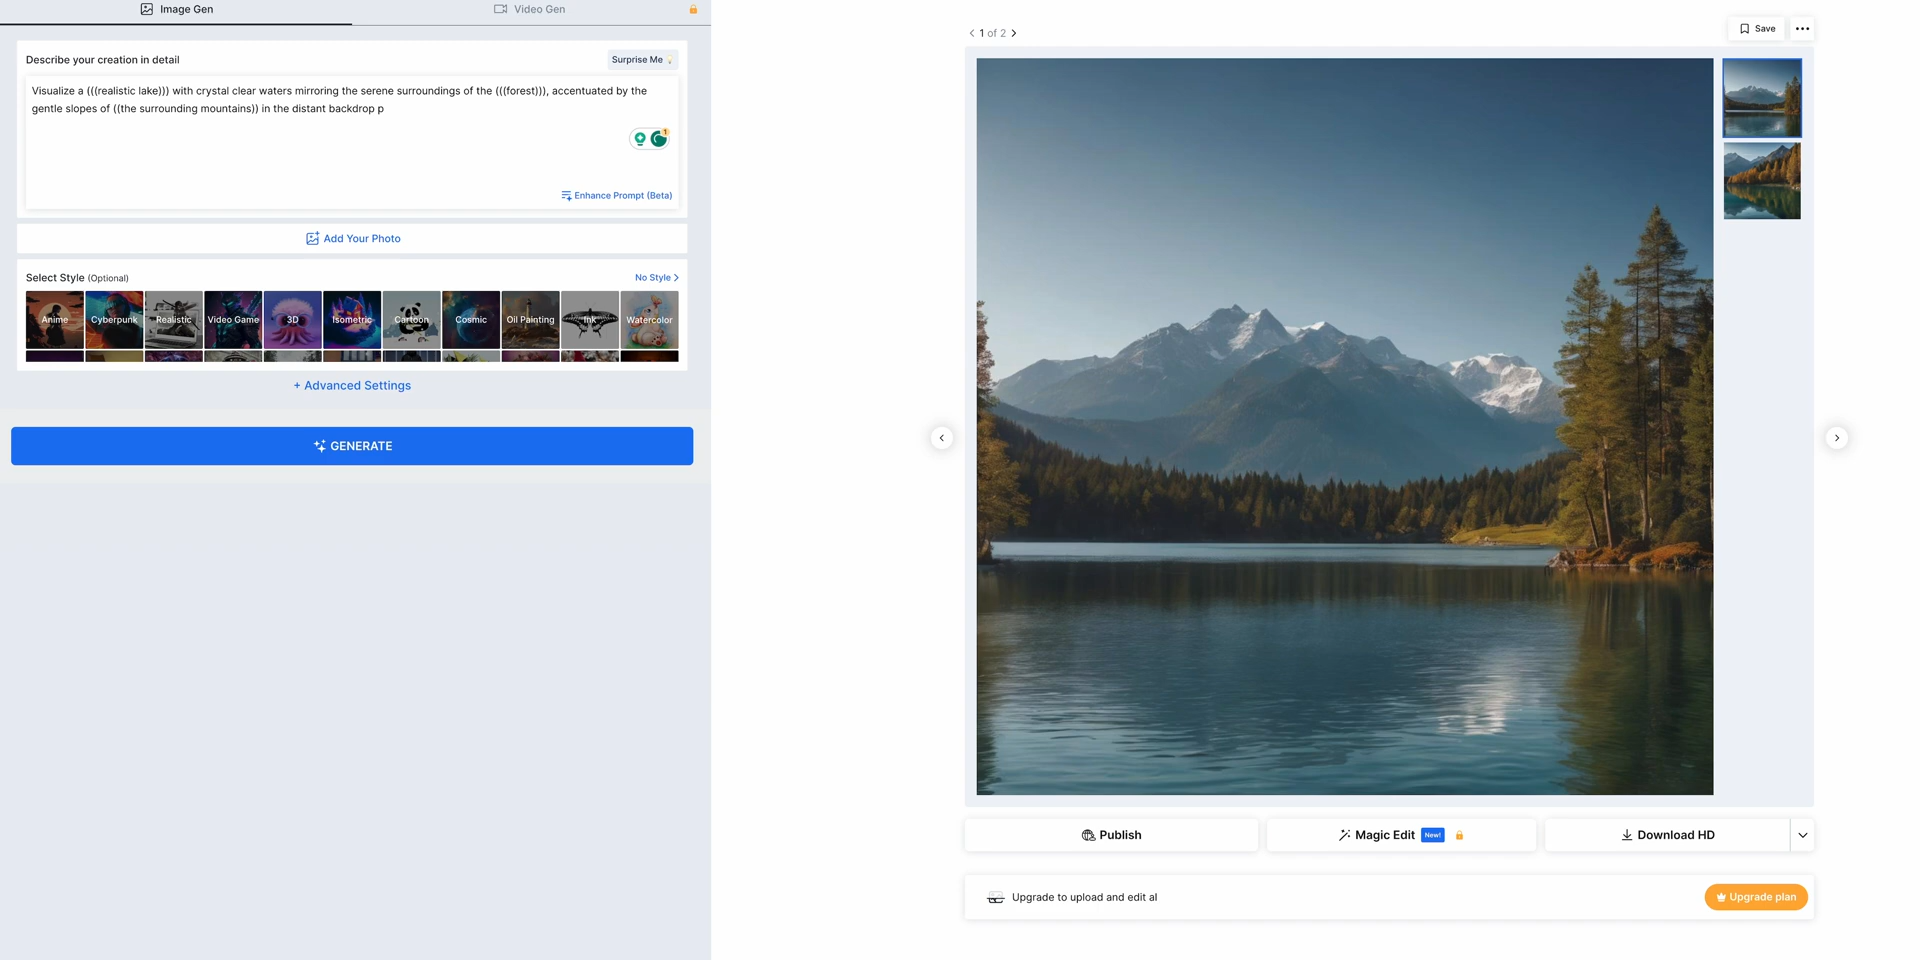 Image Gen
Video Gen
Describe your creation in detail
Surprise Me
Visualize a (((realistic lake))) with crystal clear waters mirroring the serene surroundings of the (((forest))), accentuated by the
gentle slopes of ((the surrounding mountains)) in the distant backdrop p
1
Enhance Prompt (Beta)
Add Your Photo
Select Style (Optional)
No Style
Anime
Cyberpunk
Realistic
Video Game
3D
Isometric
Cartoon
Cosmic
Oil Painting
Ink
Watercolor
+ Advanced Settings
GENERATE
1 of 2
Save
Publish
Magic Edit New!
Download HD
Upgrade to upload and edit al
Upgrade plan